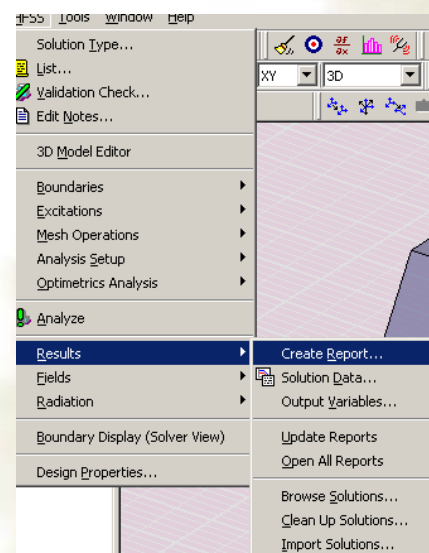 HFSS Tools Window Help
Solution Type...
List...
Validation Check...
Edit Notes...
3D Model Editor
Boundaries
Excitations
Mesh Operations
Analysis Setup
Optimetrics Analysis
Analyze
Results
Fields
Radiation
Boundary Display (Solver View)
Design Properties...
∂F
∂x
XY 3D
Create Report...
Solution Data...
Output Variables...
Update Reports
Open All Reports
Browse Solutions...
Clean Up Solutions...
Import Solutions...